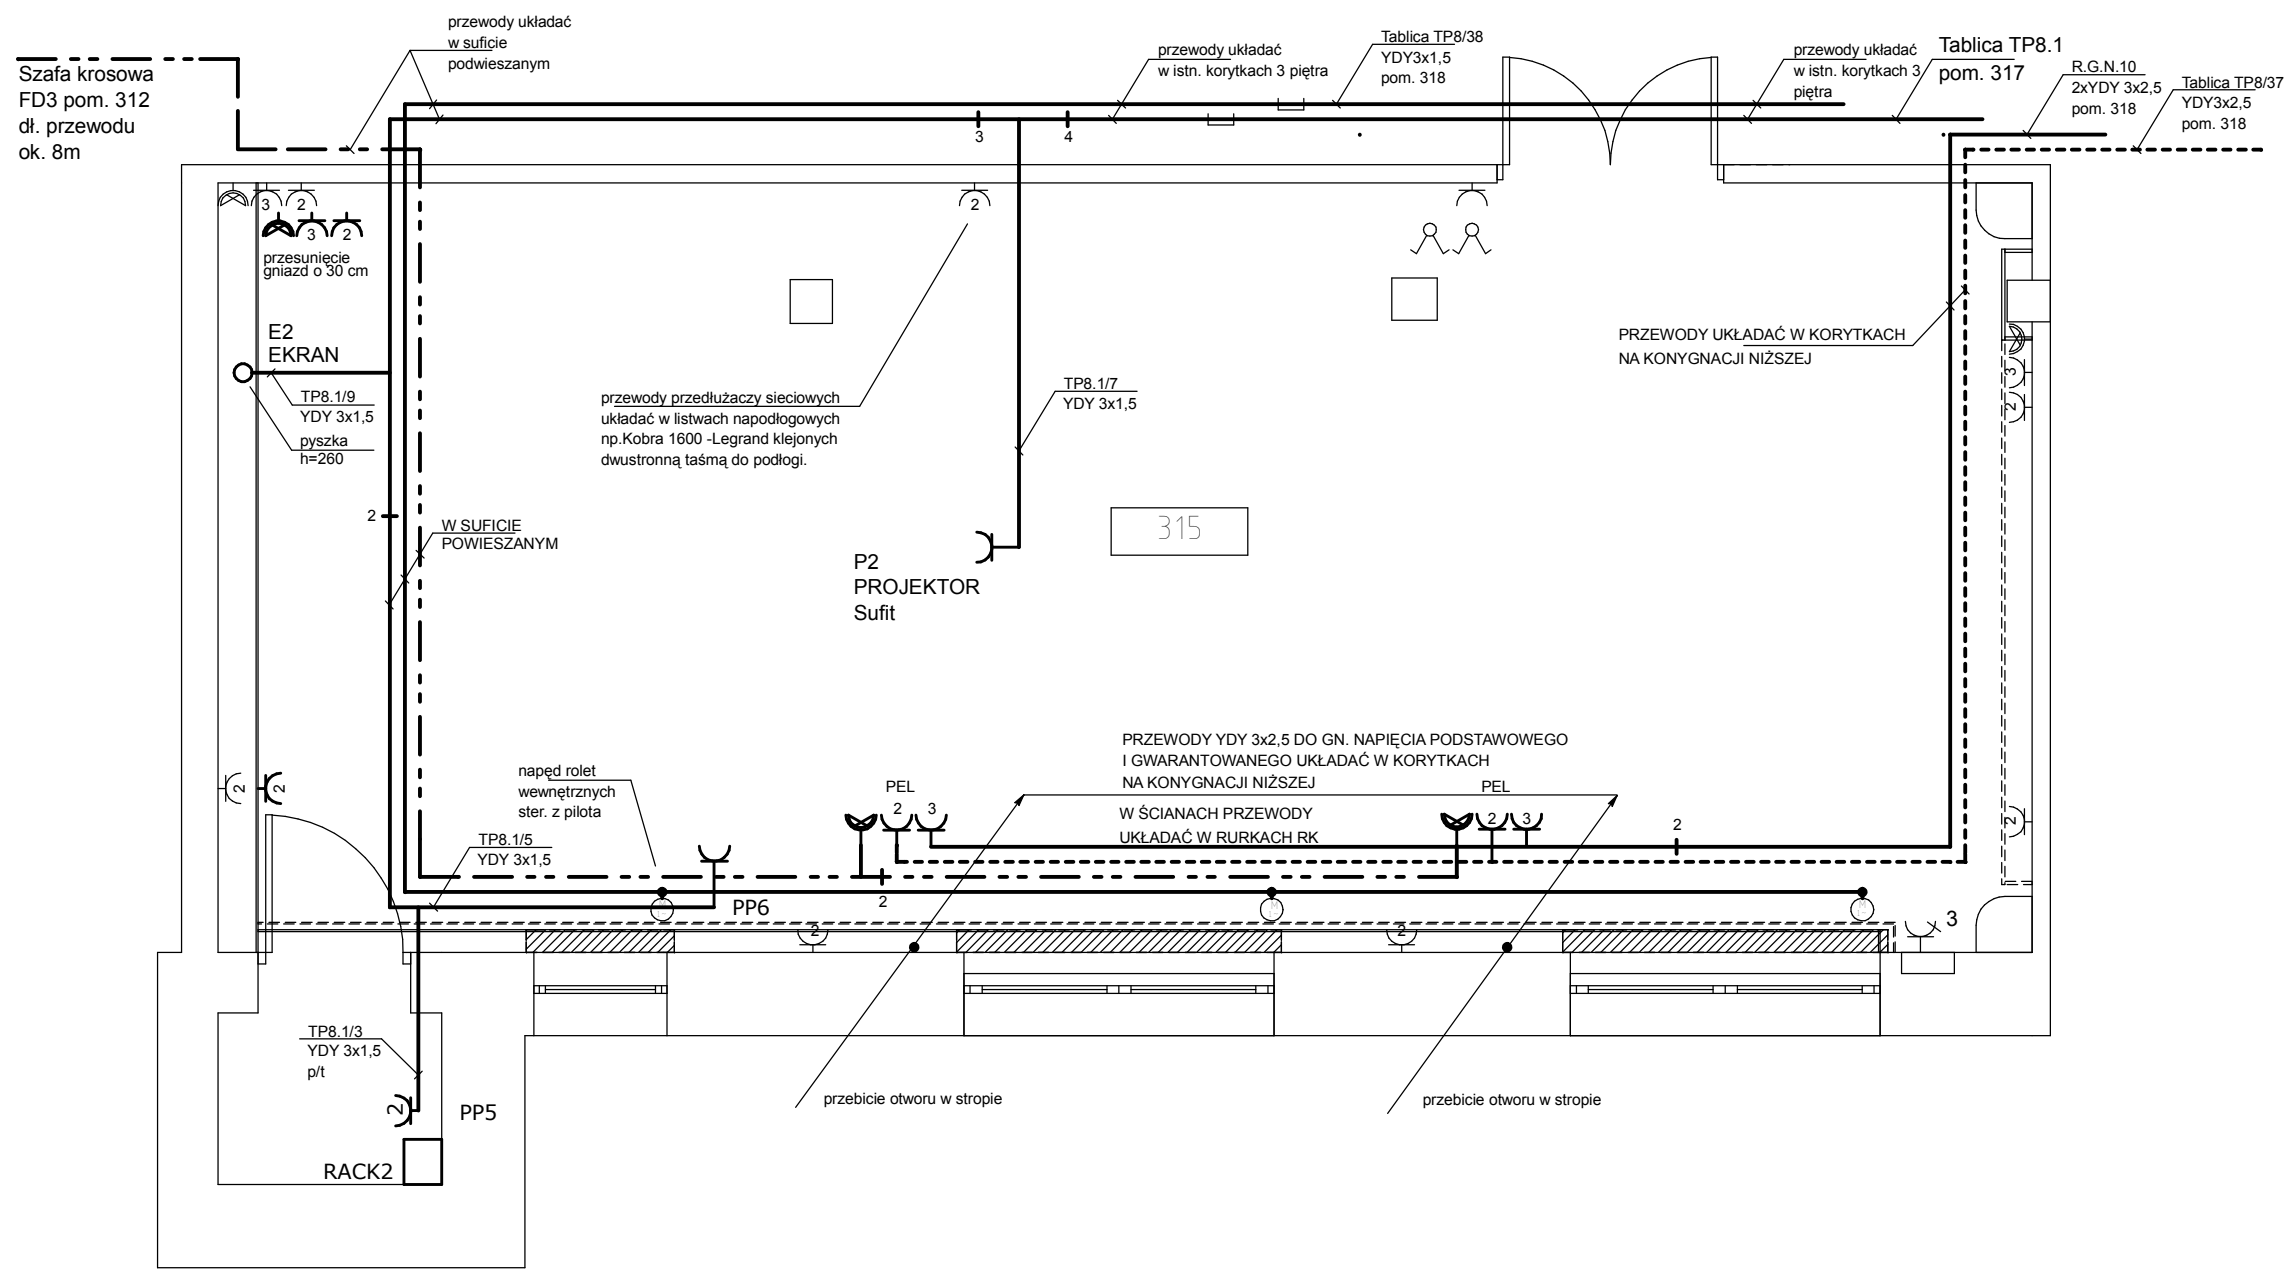 przewody układać
w suficie
podwieszanym
Szafa krosowa
FD3 pom. 312
dł. przewodu
ok. 8m
przewody układać
w istn. korytkach 3 piętra
Tablica TP8/38
YDY3x1,5
pom. 318
przewody układać
w istn. korytkach 3
piętra
Tablica TP8.1
pom. 317
R.G.N.10
2xYDY 3x2,5
pom. 318
Tablica TP8/37
YDY3x2,5
pom. 318
3
4
3
2
3
2
2
przesunięcie
gniazd o 30 cm
E2
EKRAN
TP8.1/9
YDY 3x1,5
pyszka
h=260
przewody przedłużaczy sieciowych
układać w listwach napodłogowych
np.Kobra 1600 -Legrand klejonych
dwustronną taśmą do podłogi.
TP8.1/7
YDY 3x1,5
PRZEWODY UKŁADAĆ W KORYTKACH
NA KONYGNACJI NIŻSZEJ
3
2
2
W SUFICIE
POWIESZANYM
315
P2
PROJEKTOR
Sufit
PRZEWODY YDY 3x2,5 DO GN. NAPIĘCIA PODSTAWOWEGO
I GWARANTOWANEGO UKŁADAĆ W KORYTKACH
NA KONYGNACJI NIŻSZEJ
W ŚCIANACH PRZEWODY
UKŁADAĆ W RURKACH RK
napęd rolet
wewnętrznych
ster. z pilota
2
2
PEL
2
3
PEL
2
3
2
2
TP8.1/5
YDY 3x1,5
2
PP6
M
M
M
2
2
3
TP8.1/3
YDY 3x1,5
p/t
2
PP5
RACK2
przebicie otworu w stropie
przebicie otworu w stropie